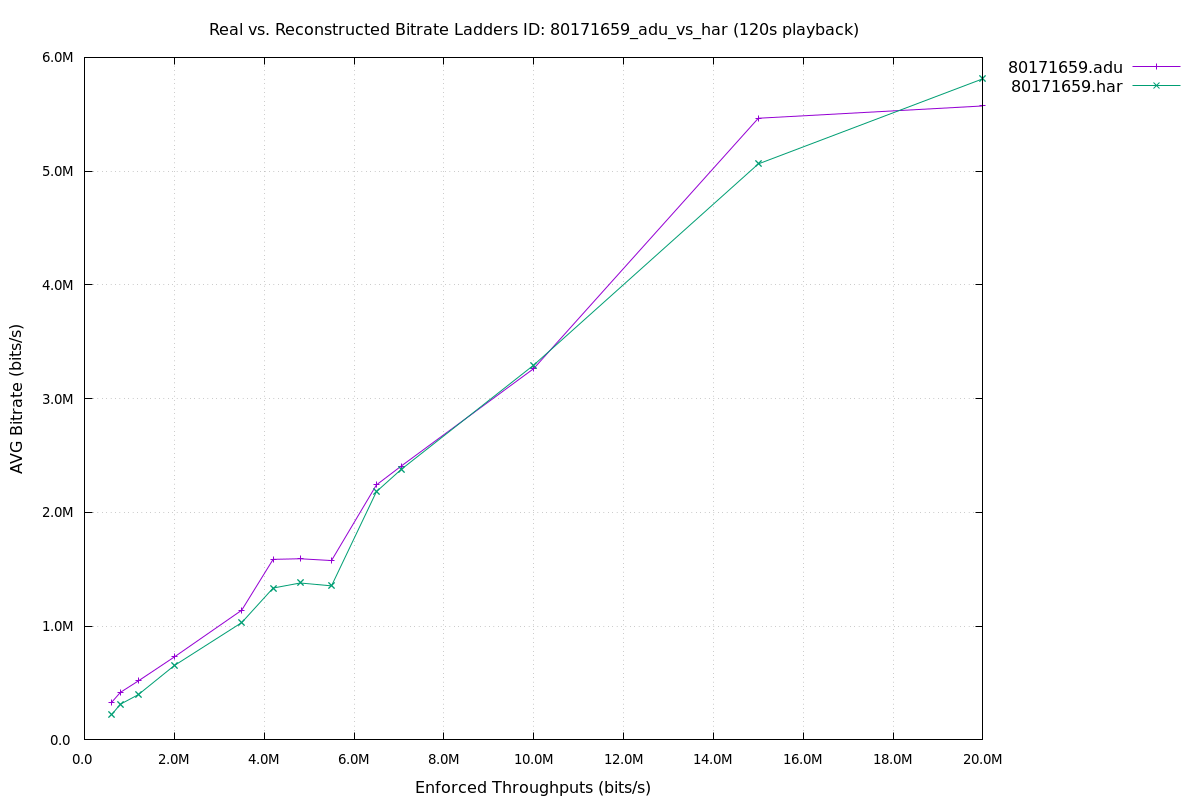 Real vs. Reconstructed Bitrate Ladders ID: 80171659_adu_vs_har (120s playback)
80171659.adu
80171659.har
AVG Bitrate (bits/s)
6.0M
5.0M
4.0M
3.0M
2.0M
1.0M
0.0
0.0 2.0M 4.0M 6.0M 8.0M 10.0M 12.0M 14.0M 16.0M 18.0M 20.0M
Enforced Throughputs (bits/s)